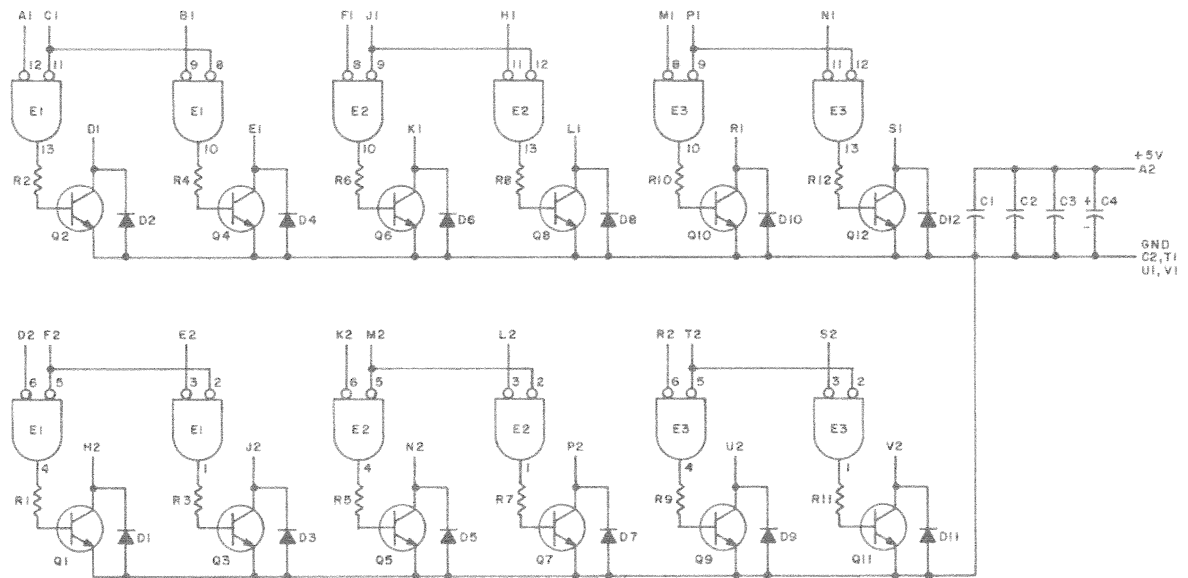 A1 C1 B1 F1 J1 H1 M1 P1 N1
12 11 9 8 8 9 11 12 8 9 11 12
E1 E1 E2 E2 E3 E3
D1 E1 K1 L1 R1 S1
13 10 10 13 10 13
+5V
A2
R2 R4 R6 R8 R10 R12
C1 C2 C3 + C4
-
D2 D4 D6 D8 D10 D12
Q2 Q4 Q6 Q8 Q10 Q12
GND
C2,T1
U1,V1
D2 F2 E2 K2 M2 L2 R2 T2 S2
6 5 3 2 6 5 3 2 6 5 3 2
E1 E1 E2 E2 E3 E3
H2 J2 N2 P2 U2 V2
4 1 4 1 4 1
R1 R3 R5 R7 R9 R11
D1 D3 D5 D7 D9 D11
Q1 Q3 Q5 Q7 Q9 Q11